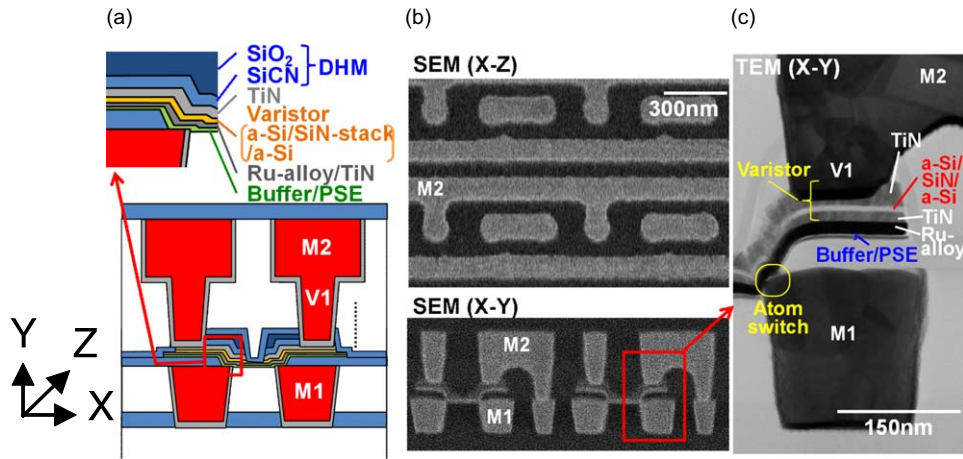 (a)
SiO2
SiCN
DHM
TiN
Varistor
a-Si/SiN-stack
/a-Si
Ru-alloy/TiN
Buffer/PSE
M2
V1
M1
Y
Z
X
(b)
SEM (X-Z)
300nm
M2
SEM (X-Y)
M2
M1
(c)
TEM (X-Y)
M2
TiN
V1
Varistor
a-Si/
SiN/
a-Si
TiN
Ru-
alloy
Buffer/PSE
Atom
switch
M1
150nm